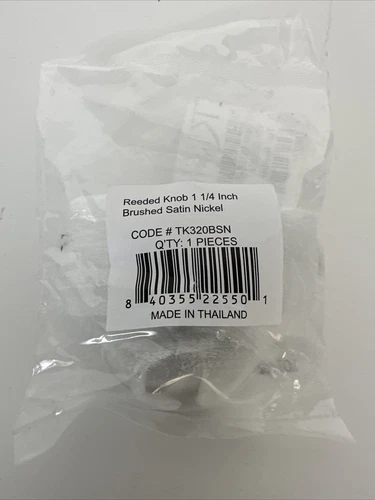 Reeded Knob 1 1/4 Inch
Brushed Satin Nickel
CODE # TK320BSN
Q'TY: 1 PIECES
8 40355 22550 1
MADE IN THAILAND